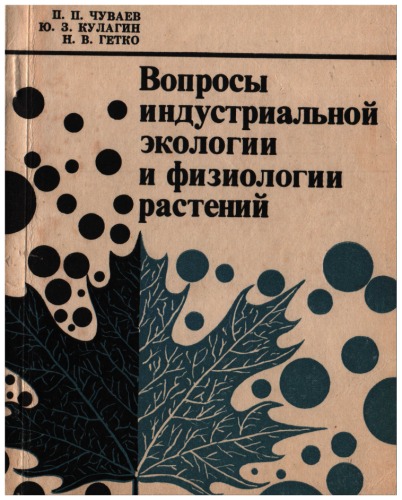 П. П. ЧУВАЕВ
Ю. З. КУЛАГИН
Н. В. ГЕТКО
Вопросы
индустриальной
экологии
и физиологии
растений